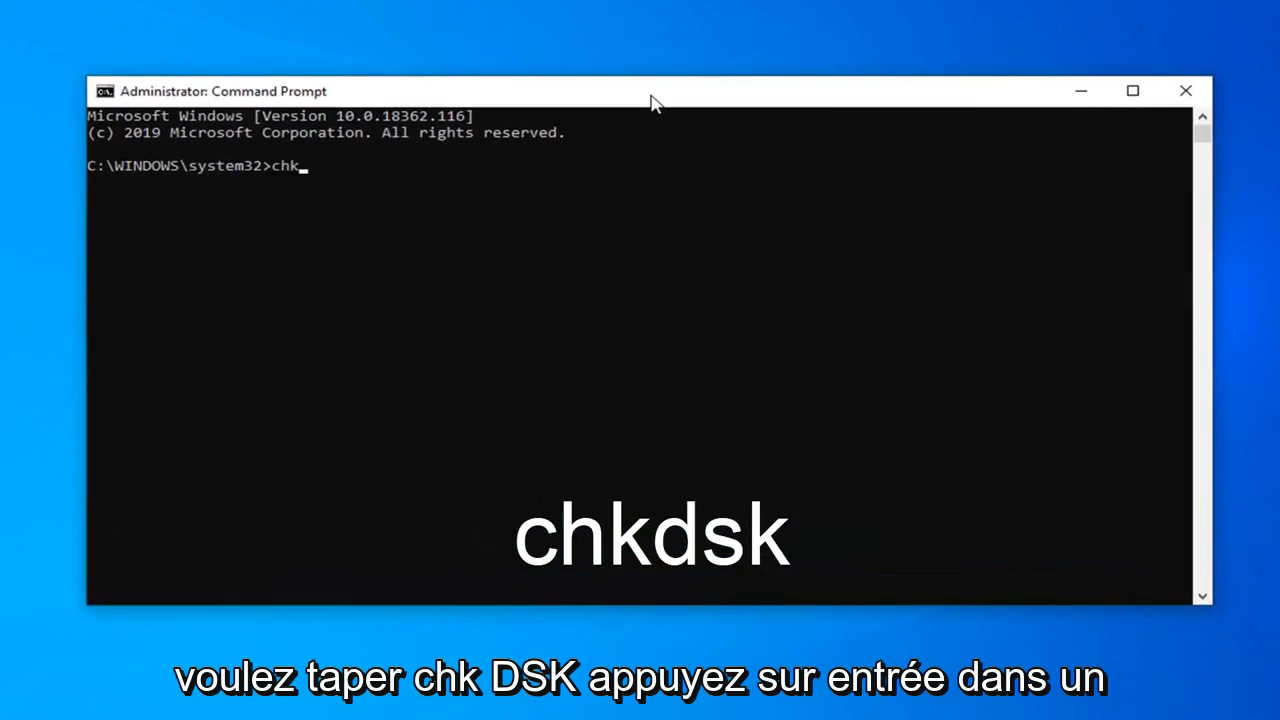 Administrator: Command Prompt
Microsoft Windows [Version 10.0.18362.116]
(c) 2019 Microsoft Corporation. All rights reserved.
C:\WINDOWS\system32>chk_
chkdsk
voulez taper chk DSK appuyez sur entrée dans un